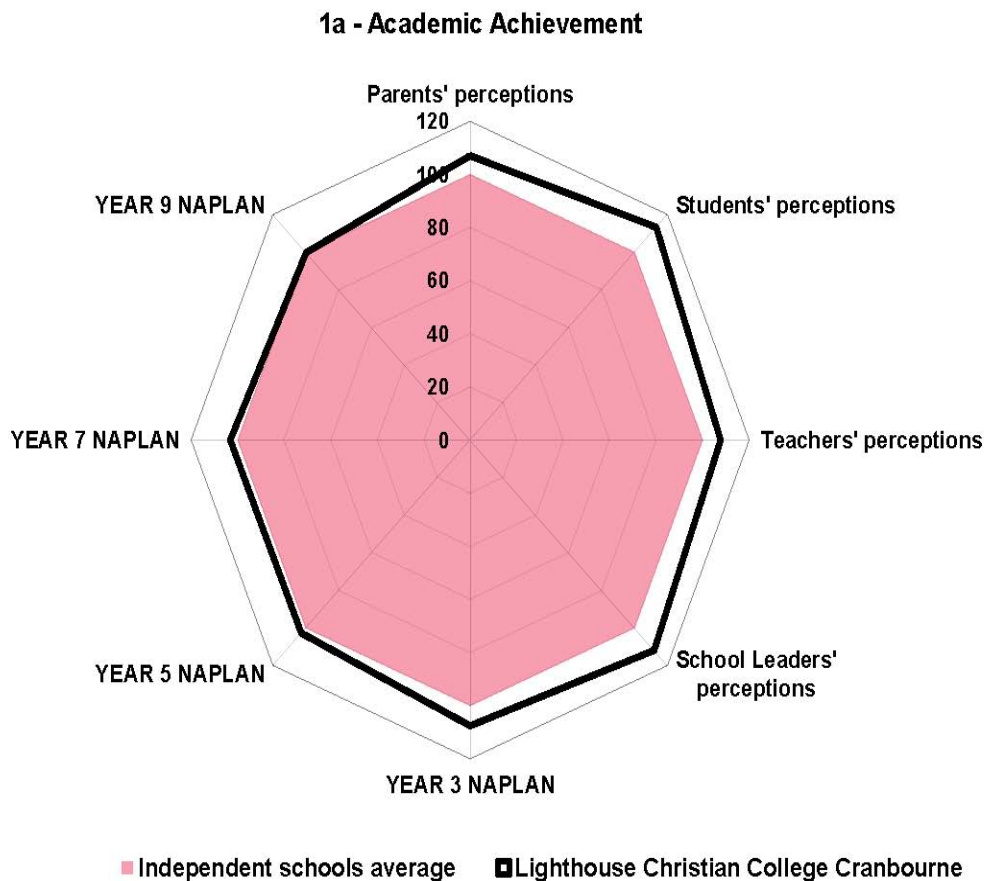 1a - Academic Achievement
Parents' perceptions
120
100
80
60
40
20
0
YEAR 9 NAPLAN
Students' perceptions
YEAR 7 NAPLAN
Teachers' perceptions
YEAR 5 NAPLAN
School Leaders'
perceptions
YEAR 3 NAPLAN
Independent schools average
Lighthouse Christian College Cranbourne